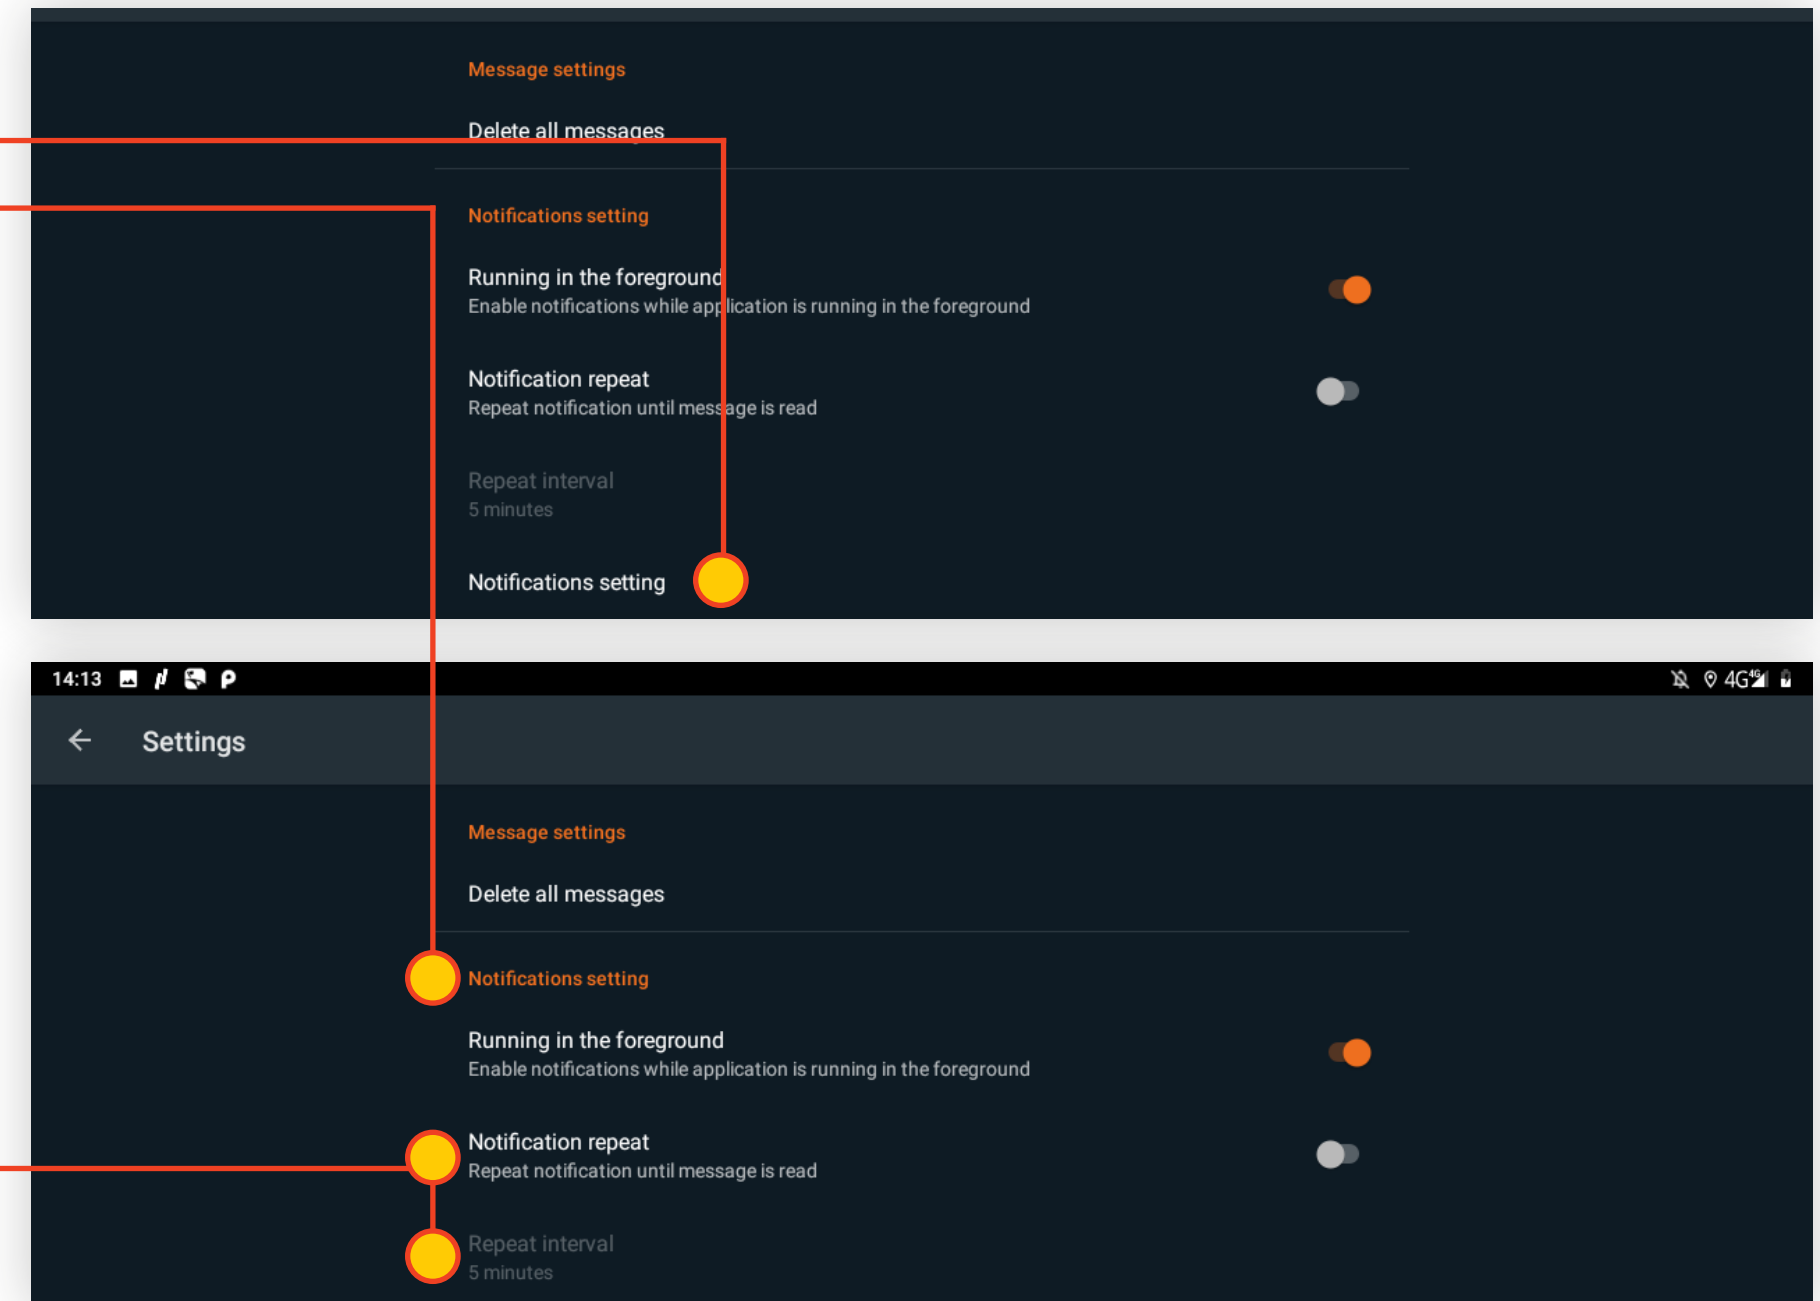 Message settings
Delete all messages
Notifications setting
Running in the foreground
Enable notifications while application is running in the foreground
Notification repeat
Repeat notification until message is read
Repeat interval
5 minutes
Notifications setting
14:13
4G 4G
Settings
Message settings
Delete all messages
Notifications setting
Running in the foreground
Enable notifications while application is running in the foreground
Notification repeat
Repeat notification until message is read
Repeat interval
5 minutes